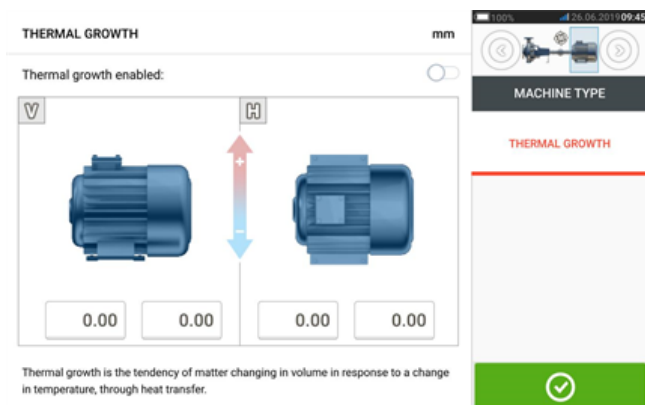 THERMAL GROWTH
mm
Thermal growth enabled:
V
H
+
−
0.00
0.00
0.00
0.00
Thermal growth is the tendency of matter changing in volume in response to a change
in temperature, through heat transfer.
100%
26.06.2019 09:45
MACHINE TYPE
THERMAL GROWTH